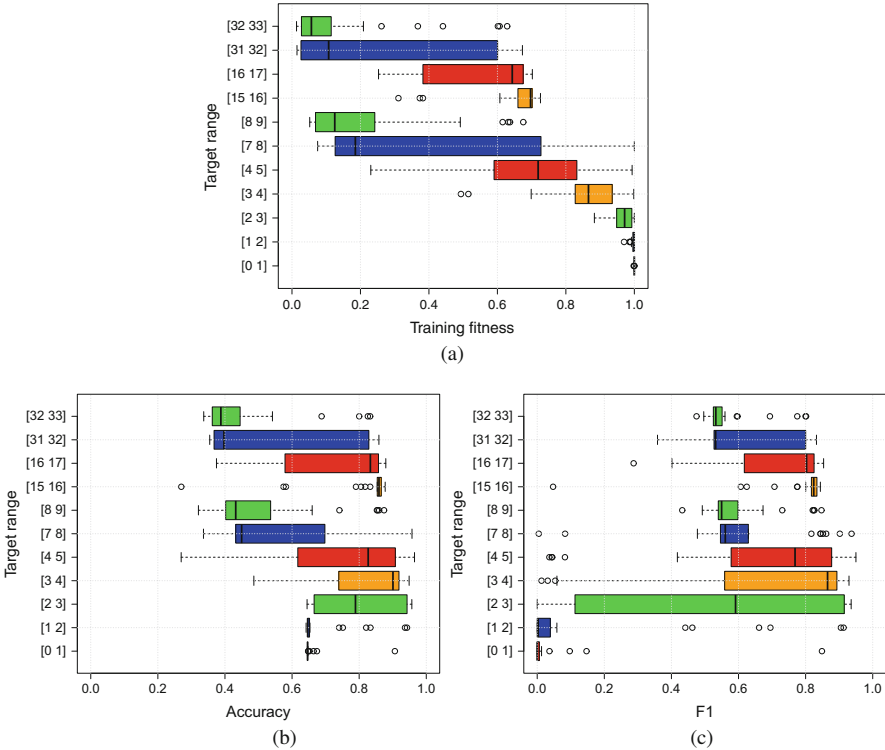 Target range
[32 33]
[31 32]
[16 17]
[15 16]
[8 9]
[7 8]
[4 5]
[3 4]
[2 3]
[1 2]
[0 1]
0.0 0.2 0.4 0.6 0.8 1.0
Training fitness
(a)
Target range
[32 33]
[31 32]
[16 17]
[15 16]
[8 9]
[7 8]
[4 5]
[3 4]
[2 3]
[1 2]
[0 1]
0.0 0.2 0.4 0.6 0.8 1.0
Accuracy
(b)
Target range
[32 33]
[31 32]
[16 17]
[15 16]
[8 9]
[7 8]
[4 5]
[3 4]
[2 3]
[1 2]
[0 1]
0.0 0.2 0.4 0.6 0.8 1.0
F1
(c)